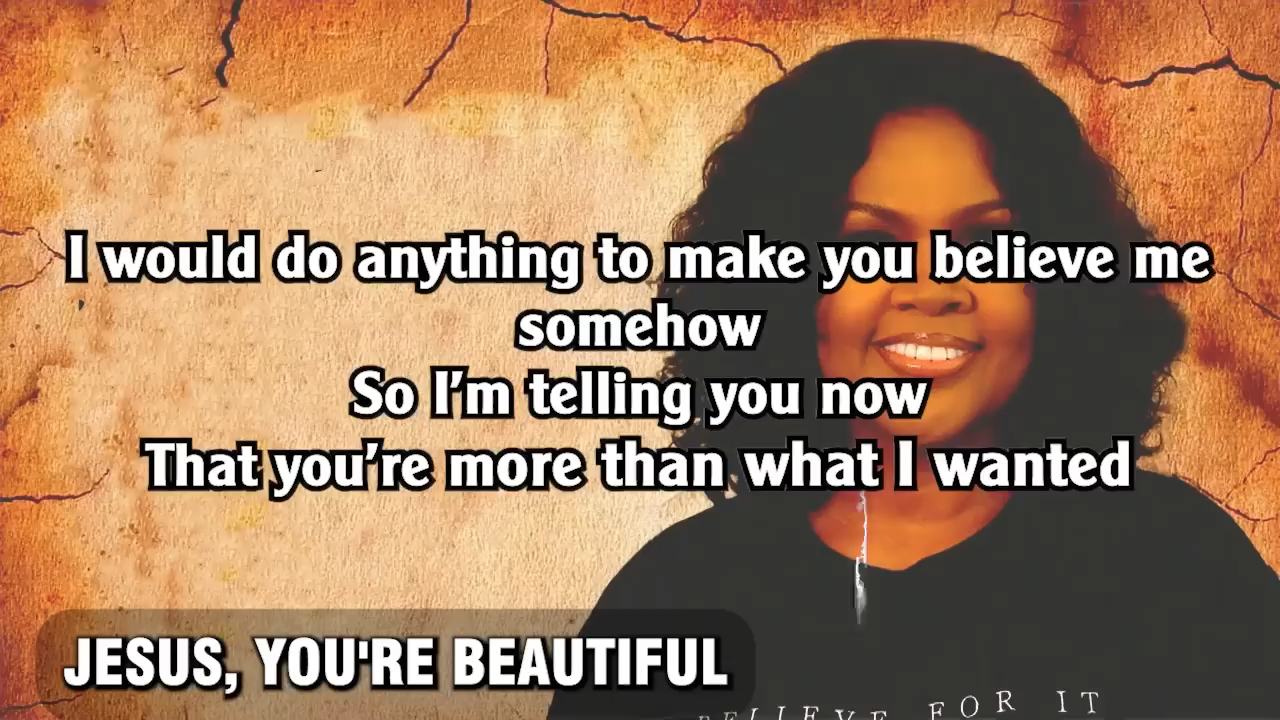 I would do anything to make you believe me
somehow
So I'm telling you now
That you're more than what I wanted
JESUS, YOU'RE BEAUTIFUL
BELIEVE FOR IT